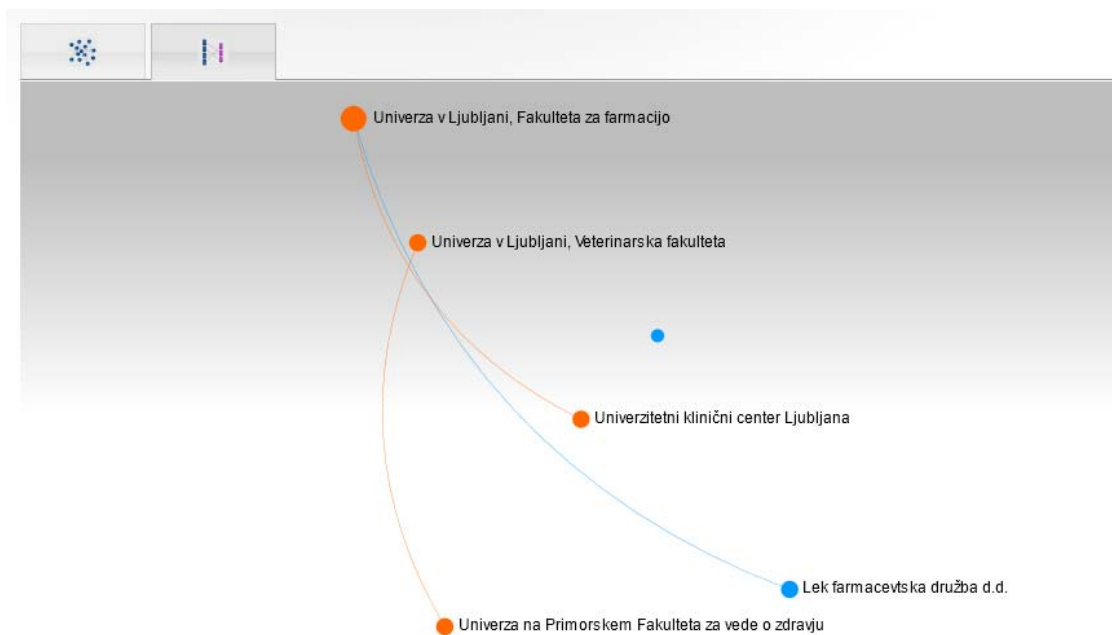 Univerza v Ljubljani, Fakulteta za farmacijo
Univerza v Ljubljani, Veterinarska fakulteta
Univerzitetni klinični center Ljubljana
Lek farmacevtska družba d.d.
Univerza na Primorskem Fakulteta za vede o zdravju